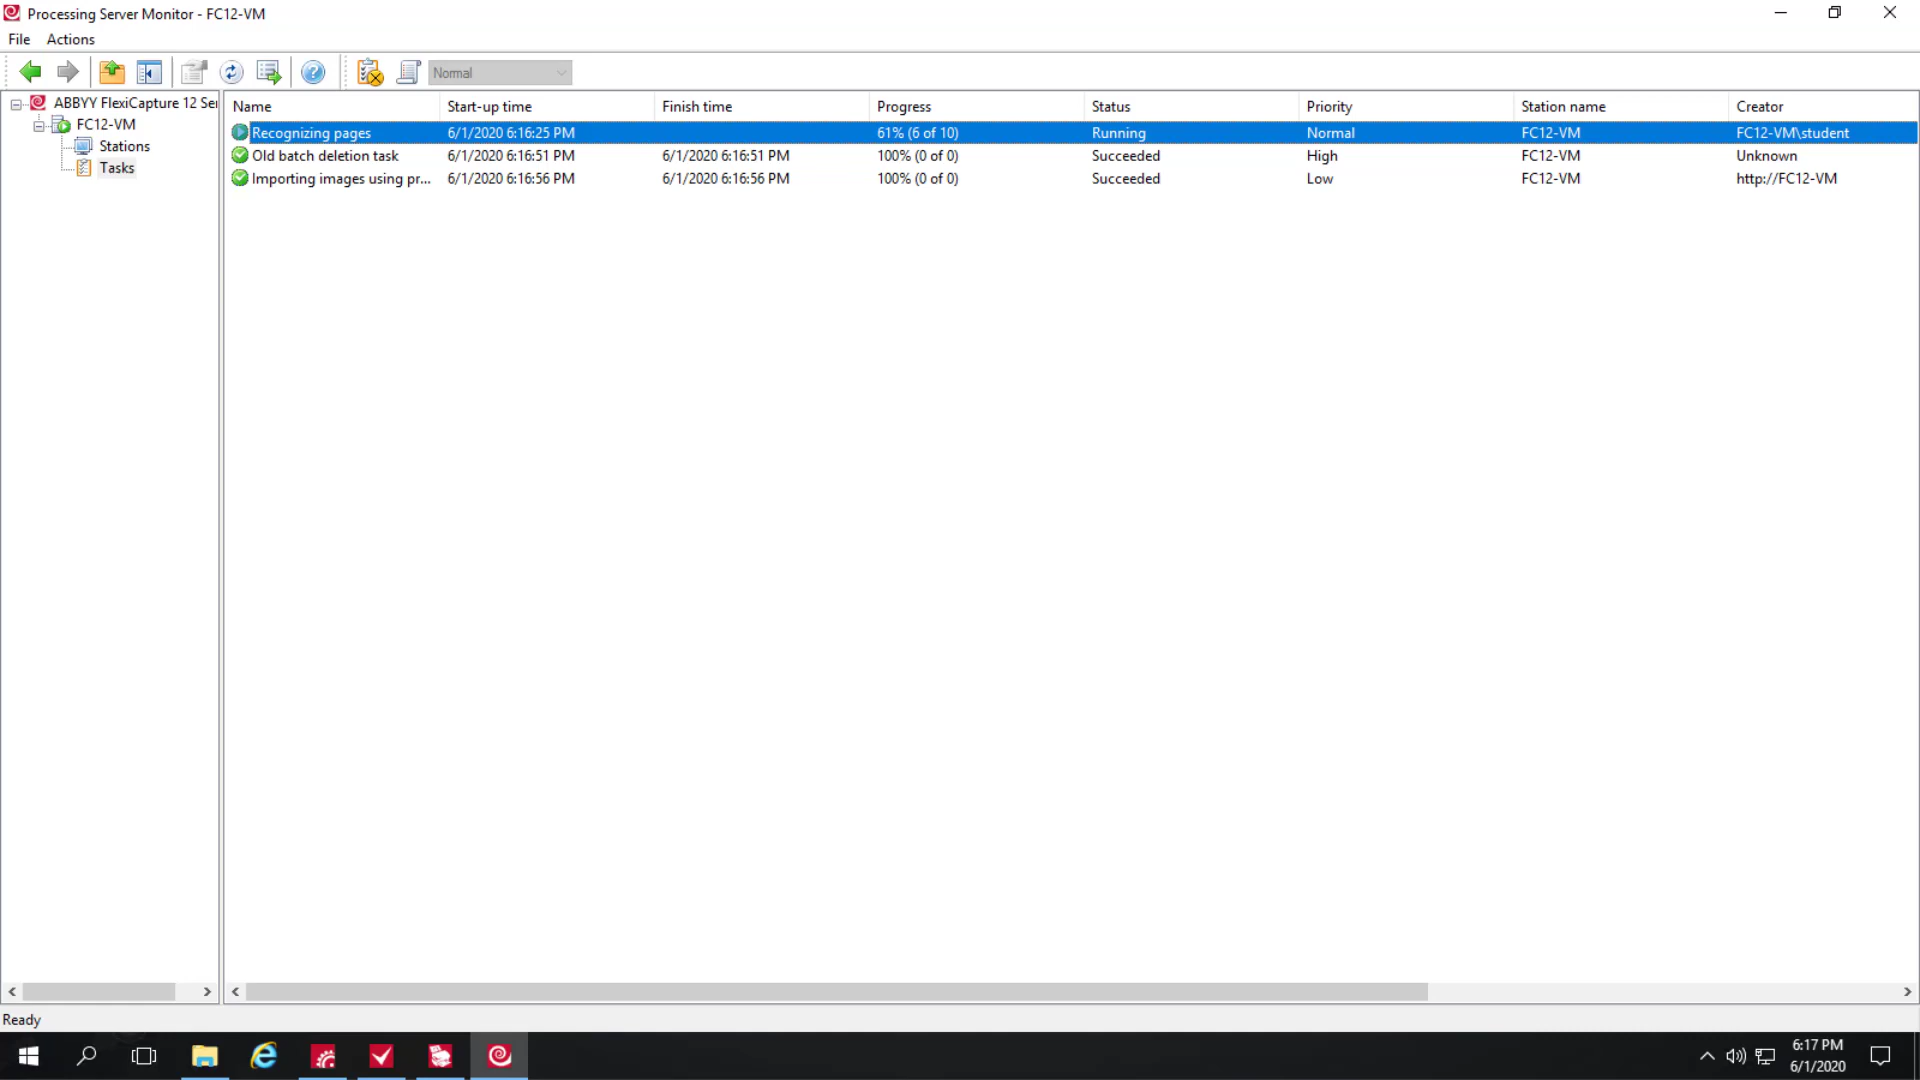 Processing Server Monitor - FC12-VM
File Actions
Normal
ABBYY FlexiCapture 12 Ser
FC12-VM
Stations
Tasks
Name Start-up time Finish time Progress Status Priority Station name Creator
Recognizing pages 6/1/2020 6:16:25 PM 61% (6 of 10) Running Normal FC12-VM FC12-VM\student
Old batch deletion task 6/1/2020 6:16:51 PM 6/1/2020 6:16:51 PM 100% (0 of 0) Succeeded High FC12-VM Unknown
Importing images using pr... 6/1/2020 6:16:56 PM 6/1/2020 6:16:56 PM 100% (0 of 0) Succeeded Low FC12-VM http://FC12-VM
Ready
6:17 PM
6/1/2020